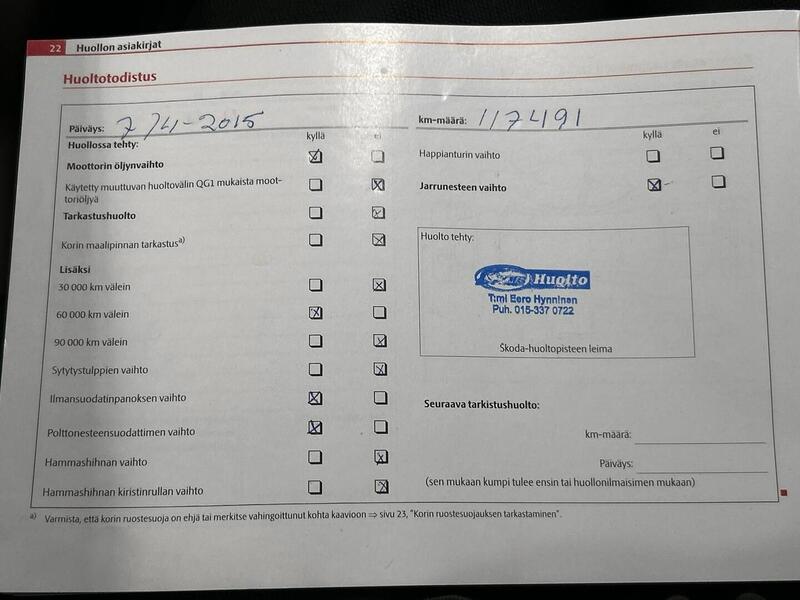 22 Huollon asiakirjat
Huoltotodistus
Päiväys: 7/4-2015
km-määrä: 117491
Huollossa tehty:
kyllä ei
Moottorin öljynvaihto
Käytetty muuttuvan huoltovälin QG1 mukaista moot-
toriöljyä
Tarkastushuolto
Korin maalipinnan tarkastus a)
Lisäksi
30 000 km välein
60 000 km välein
90 000 km välein
Sytytystulppien vaihto
Ilmansuodatinpanoksen vaihto
Polttonesteensuodattimen vaihto
Hammashihnan vaihto
Hammashihnan kiristinrullan vaihto
kyllä ei
Happianturin vaihto
Jarrunesteen vaihto
Huolto tehty:
Huolto
T:mi Eero Hynninen
Puh. 015-337 0722
Škoda-huoltopisteen leima
Seuraava tarkistushuolto:
km-määrä:
Päiväys:
(sen mukaan kumpi tulee ensin tai huollonilmaisimen mukaan)
a) Varmista, että korin ruostesuoja on ehjä tai merkitse vahingoittunut kohta kaavioon ⇒ sivu 23, "Korin ruostesuojauksen tarkastaminen".